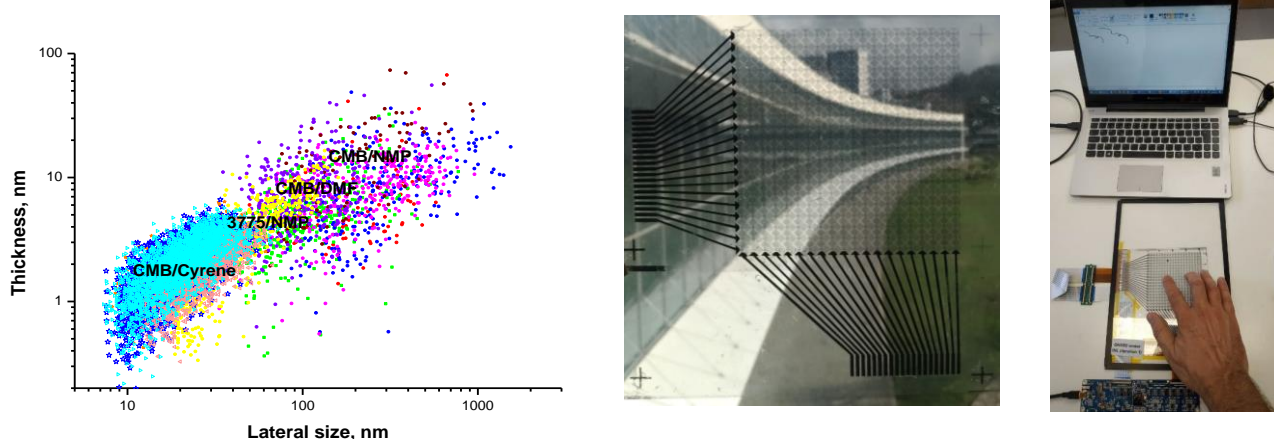 100
CMB/NMP
10
CMB/DMF
3775/NMP
CMB/Cyrene
1
Thickness, nm
10
100
1000
Lateral size, nm